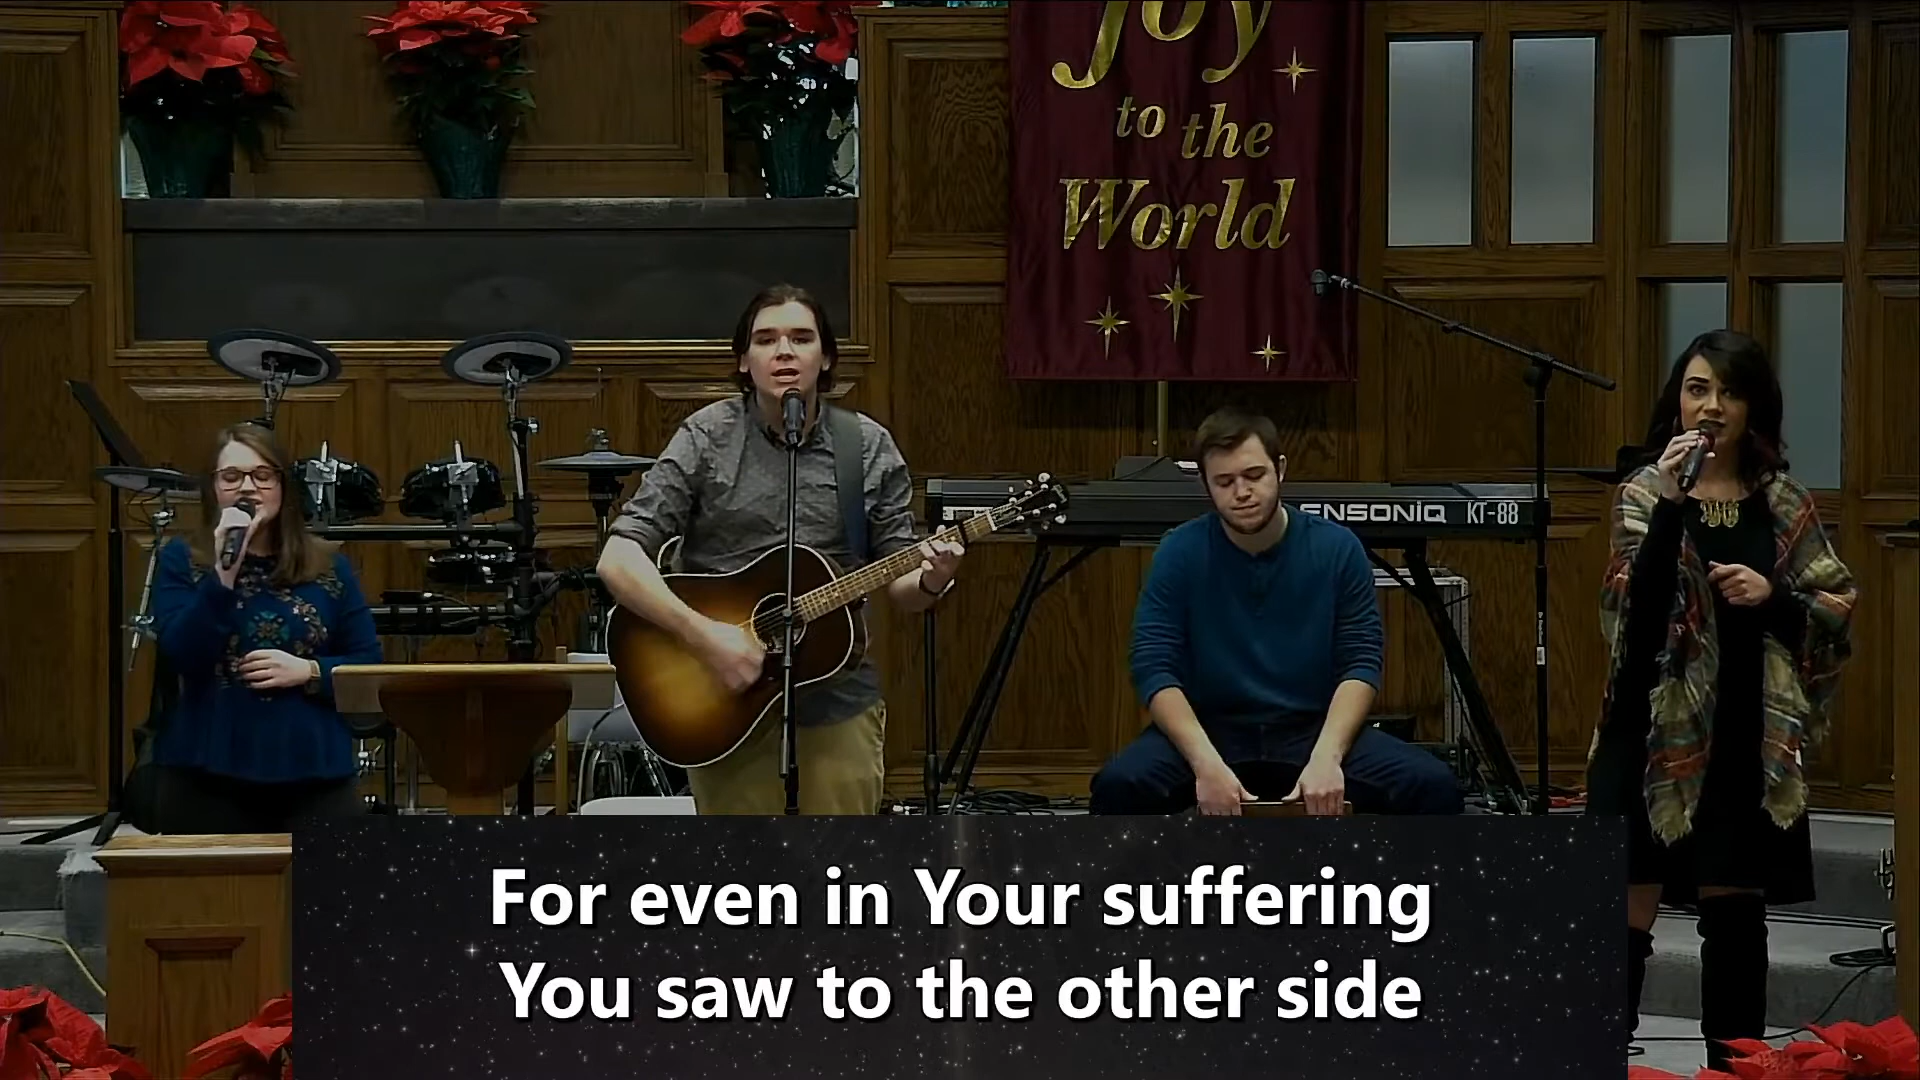 Joy
to the
World
ENSONIQ KT-88
For even in Your suffering
You saw to the other side